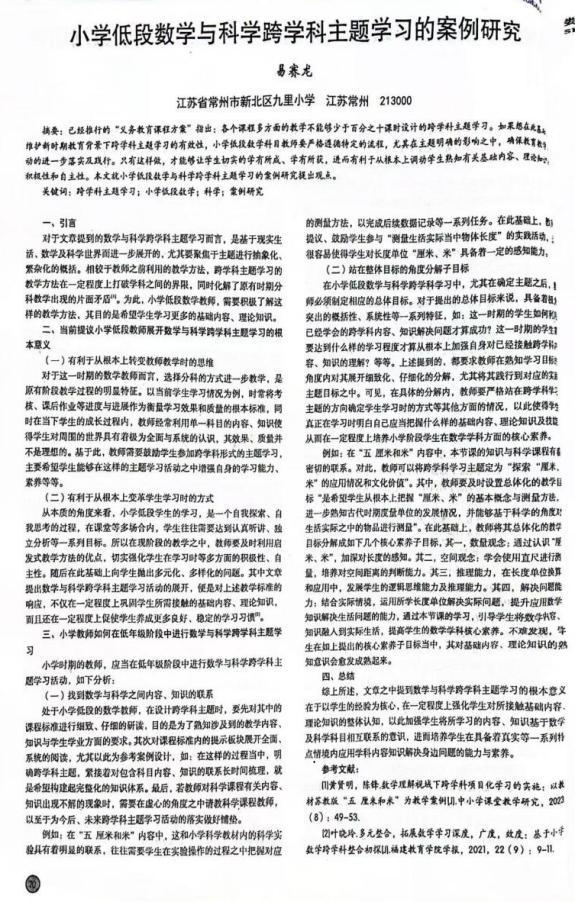 小学低段数学与科学跨学科主题学习的案例研究
易赛龙
江苏省常州市新北区九里小学 江苏常州 213000
摘要：已经推行的“义务教育课程方案”指出：各个课程多方面的教学不能够少于百分之十课时设计的跨学科主题学习。如果想在此基
维护新时期教育背景下跨学科主题学习的有效性，小学低段数学科目教师要严格遵循特定的流程，尤其在主题明确的影响之中，确保教育教学
动的进一步落实及践行。只有这样做，才能够让学生切实的学有所成、学有所获，进而有利于从根本上调动学生熟知有关基础内容、理论知识
积极性和自主性。本文就小学低段数学与科学跨学科主题学习的案例研究提出观点。
关键词：跨学科主题学习；小学低段数学；科学；案例研究
一、引言
对于文章提到的数学与科学跨学科主题学习而言，是基于现实生
活、数学及科学世界而进一步展开的，尤其要聚焦于主题进行抽象化、
繁杂化的概括。相较于教师之前利用的教学方法，跨学科主题学习的
教学方法在一定程度上打破学科之间的界限，同时化解了原有时期分
科教学出现的片面矛盾[1]。为此，小学低段数学教师，需要积极了解这
样的教学方法，其目的是希望学生学习更多的基础内容、理论知识。
二、当前提议小学低段教师展开数学与科学跨学科主题学习的根
本意义
（一）有利于从根本上转变教师教学时的思维
对于这一时期的数学教师而言，选择分科的方式进一步教学，是
原有阶段教学过程的明显特征。以当前学生学习情况为例，时常将考
核、课后作业等进度与进展作为衡量学习效果和质量的根本标准，同
时在当下学生的成长过程内，教师经常利用单一科目的内容、知识使
得学生对周围的世界具有着极为全面与系统的认识，其效果、质量并
不是理想的。基于此，教师需要鼓励学生参加跨学科形式的主题学习，
主要希望学生能够在这样的主题学习活动之中增强自身的学习能力、
素养等等。
（二）有利于从根本上变革学生学习时的方式
从本质的角度来看，小学低段学生的学习，是一个自我探索、自
我思考的过程，在课堂等多场合内，学生往往需要达到认真听讲、独
立分析等一系列目标。所以在现阶段的教学之中，教师要及时利用启
发式教学方法的优点，切实强化学生在学习时等多方面的积极性、自
主性。随后在此基础上向学生抛出多元化、多样化的问题。其中文章
提出数学与科学跨学科主题学习活动的展开，便是对上述教学标准的
响应，不仅在一定程度上巩固学生所需接触的基础内容、理论知识，
而且还在一定程度上促使学生养成更多良好、稳定的学习习惯[2]。
三、小学教师如何在低年级阶段中进行数学与科学跨学科主题学
习
小学时期的教师，应当在低年级阶段中进行数学与科学跨学科主
题学习活动，如下分析：
（一）找到数学与科学之间内容、知识的联系
处于小学低段的数学教师，在设计跨学科主题时，要先对其中的
课程标准进行细致、仔细的研读，目的是为了熟知涉及到的教学内容、
知识与学生学业方面的要求。其次对课程标准内的提示板块展开全面、
系统的阅读，尤其以此为参考案例设计，如：在这样的过程当中，明
确跨学科主题，紧接着对包含科目内容、知识的联系长时间梳理，就
是希望构建起完整化的知识体系。最后，若教师对科学课程有关内容、
知识出现不解的现象时，需要在虚心的角度之中请教科学课程教师，
以至于为今后、未来跨学科主题学习活动的落实做好铺垫。
例如：在“五 厘米和米”内容中，这和小学科学教材内的科学实
验具有着明显的联系，往往需要学生在实验操作的过程之中把握对应
的测量方法，以完成后续数据记录等一系列任务。在此基础上，
提议、鼓励学生参与“测量生活实际当中物体长度”的实践活动，
很容易使得学生对长度单位“厘米、米”具备着一定的感知能力。
（二）站在整体目标的角度分解子目标
在小学低段数学与科学跨学科学习中，尤其在确定主题之后，
师必须制定相应的总体目标。对于提出的总体目标来说，具备着
突出的概括性、系统性等一系列特征，如：这一时期的学生如何
已经学会的跨学科内容、知识解决问题才算成功？这一时期的学生
要达到什么样的学习程度才算从根本上加强自身对已经接触跨学科
容、知识的理解？等等。上述提到的，都要求教师在熟知学习目标
角度内对其展开细致化、仔细化的分解，尤其将其践行到对应的
主题目标之中。可见，在具体的分解内，教师要严格站在跨学科
主题的方向确定学生学习时的方式等其他方面的情况，以此使得
真正在学习时明白自己应当把握什么样的基础内容、理论知识及技能
从而在一定程度上培养小学阶段学生在数学学科方面的核心素养。
例如：在“五 厘米和米”内容中，本节课的知识与科学课程有着
密切的联系。对此，教师可以将跨学科学习主题定为“探索‘厘米、
米’的应用情况和文化价值”。其中，教师要及时设置总体化的教学目
标“是希望学生从根本上把握‘厘米、米’的基本概念与测量方法，
进一步熟知古代时期度量单位的发展情况，并能够基于科学的角度对
生活实际之中的物品进行测量”。在此基础上，教师将其总体化的教学
目标分解成如下几个核心素养子目标，其一，数量观念：通过认识“厘
米、米”，加深对长度的感知。其二，空间观念：学会使用直尺进行测
量，培养对空间距离的判断能力。其三，推理能力，在长度单位换算
和应用中，发展学生的逻辑思维能力及推理能力。其四，解决问题能
力：结合实际情境，运用所学长度单位解决实际问题，提升应用数学
知识解决生活问题的能力，通过本节课的学习，引导学生将数学内容、
知识融入到实际生活，提高学生的数学学科核心素养。不难发现，学
生在如上提出的核心素养子目标当中，其对基础内容、理论知识的熟
知意识会愈发成熟起来。
四、总结
综上所述，文章之中提到数学与科学跨学科主题学习的根本意义
在于以学生的经验为核心，在一定程度上强化学生对所接触基础内容、
理论知识的整体认知，以此加强学生将所学习的内容、知识基于数学
及科学科目相互联系的意识，进而培养学生在具备着真实等一系列特
点情境内应用学科内容知识解决身边问题的能力与素养。
参考文献：
[1]黄贤明，陈锋.数学理解视域下跨学科项目化学习的实施：以教
材苏教版“五 厘米和米”为教学案例[J].中小学课堂教学研究，2023
（8）：49-53.
[2]叶晓玲.多元整合，拓展数学学习深度，广度，效度：基于小学
数学跨学科整合初探[J].福建教育学院学报，2021，22（9）：9-11.
70